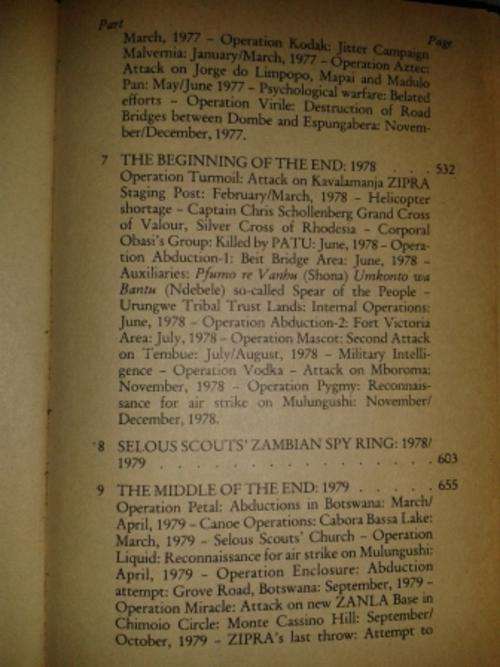 Part
Page
March, 1977 – Operation Kodak: Jitter Campaign
Malvernia: January/March, 1977 – Operation Aztec:
Attack on Jorge do Limpopo, Mapai and Madulo
Pan: May/June 1977 – Psychological warfare: Belated
efforts – Operation Virile: Destruction of Road
Bridges between Dombe and Espungabera: Novem-
ber/December, 1977.
7 THE BEGINNING OF THE END: 1978 . . 532
Operation Turmoil: Attack on Kavalamanja ZIPRA
Staging Post: February/March, 1978 – Helicopter
shortage – Captain Chris Schollenberg Grand Cross
of Valour, Silver Cross of Rhodesia – Corporal
Obasi's Group: Killed by PATU: June, 1978 – Opera-
tion Abduction-1: Beit Bridge Area: June, 1978 –
Auxiliaries: Pfumo re Vanhu (Shona) Umkonto wa
Bantu (Ndebele) so-called Spear of the People –
Urungwe Tribal Trust Lands: Internal Operations:
June, 1978 – Operation Abduction-2: Fort Victoria
Area: July, 1978 – Operation Mascot: Second Attack
on Tembue: July/August, 1978 – Military Intelli-
gence – Operation Vodka – Attack on Mboroma:
November, 1978 – Operation Pygmy: Reconnais-
sance for air strike on Mulungushi: November/
December, 1978.
8 SELOUS SCOUTS' ZAMBIAN SPY RING: 1978/
1979 . . . . . . . . . . . . . 603
9 THE MIDDLE OF THE END: 1979 . . . . . 655
Operation Petal: Abductions in Botswana: March/
April, 1979 – Canoe Operations: Cabora Bassa Lake:
March, 1979 – Selous Scouts' Church – Operation
Liquid: Reconnaissance for air strike on Mulungushi:
April, 1979 – Operation Enclosure: Abduction
attempt: Grove Road, Botswana: September, 1979 –
Operation Miracle: Attack on new ZANLA Base in
Chimoio Circle: Monte Cassino Hill: September/
October, 1979 – ZIPRA's last throw: Attempt to